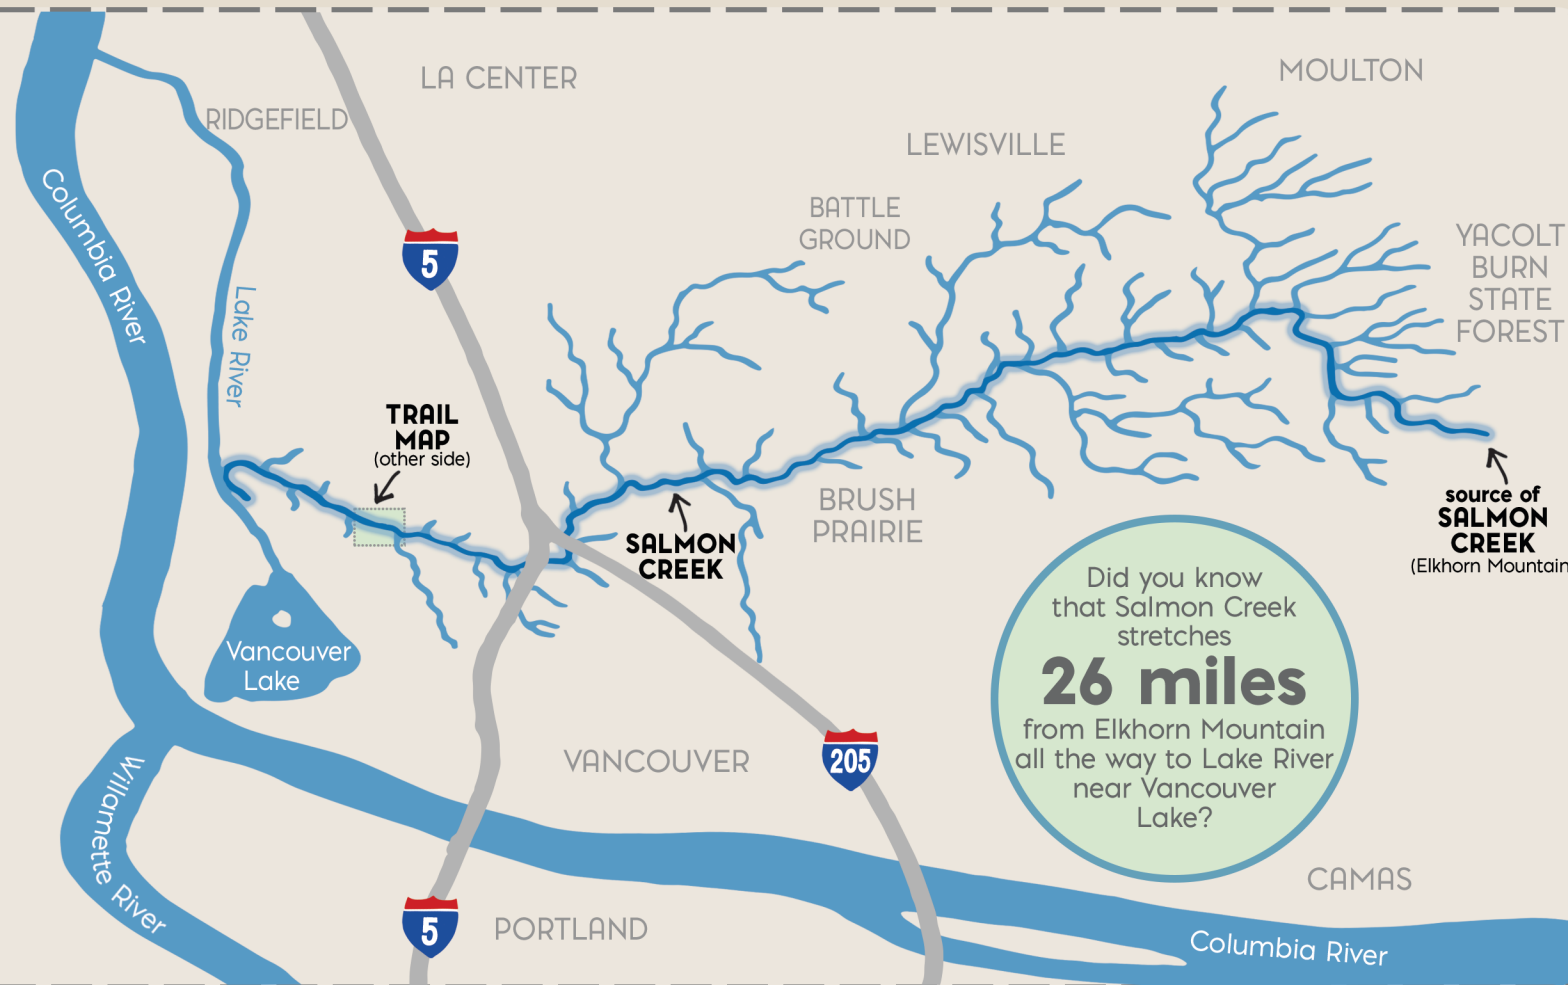 MOULTON
LA CENTER
RIDGEFIELD
LEWISVILLE
BATTLE
GROUND
YACOLT
BURN
STATE
FOREST
Columbia River
5
Lake River
TRAIL
MAP
(other side)
BRUSH
PRAIRIE
SALMON
CREEK
source of
SALMON
CREEK
(Elkhorn Mountain
Did you know
that Salmon Creek
stretches
26 miles
from Elkhorn Mountain
all the way to Lake River
near Vancouver
Lake?
Vancouver
Lake
VANCOUVER
205
Willamette River
CAMAS
5
PORTLAND
Columbia River